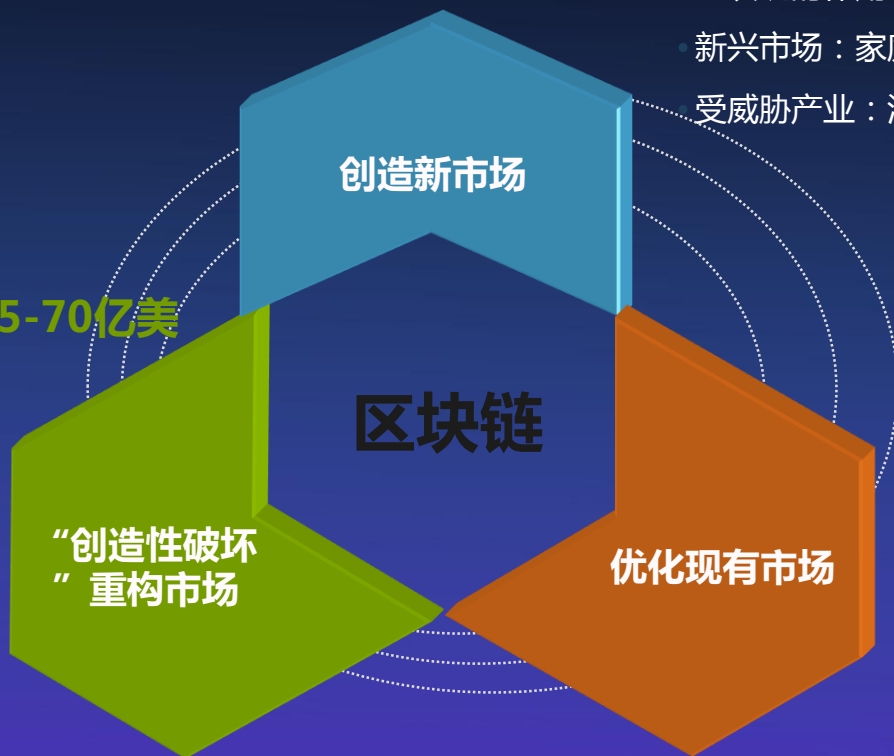 新兴市场：家
受威胁产业：
创造新市场
5-70亿美
区块链
“创造性破坏
”重构市场
优化现有市场